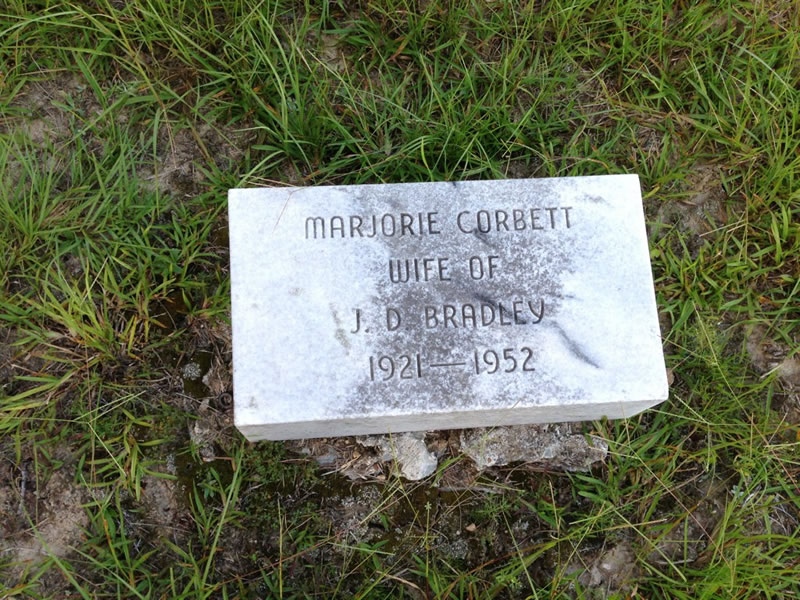 MARJORIE CORBETT
WIFE OF
J. D. BRADLEY
1921—1952